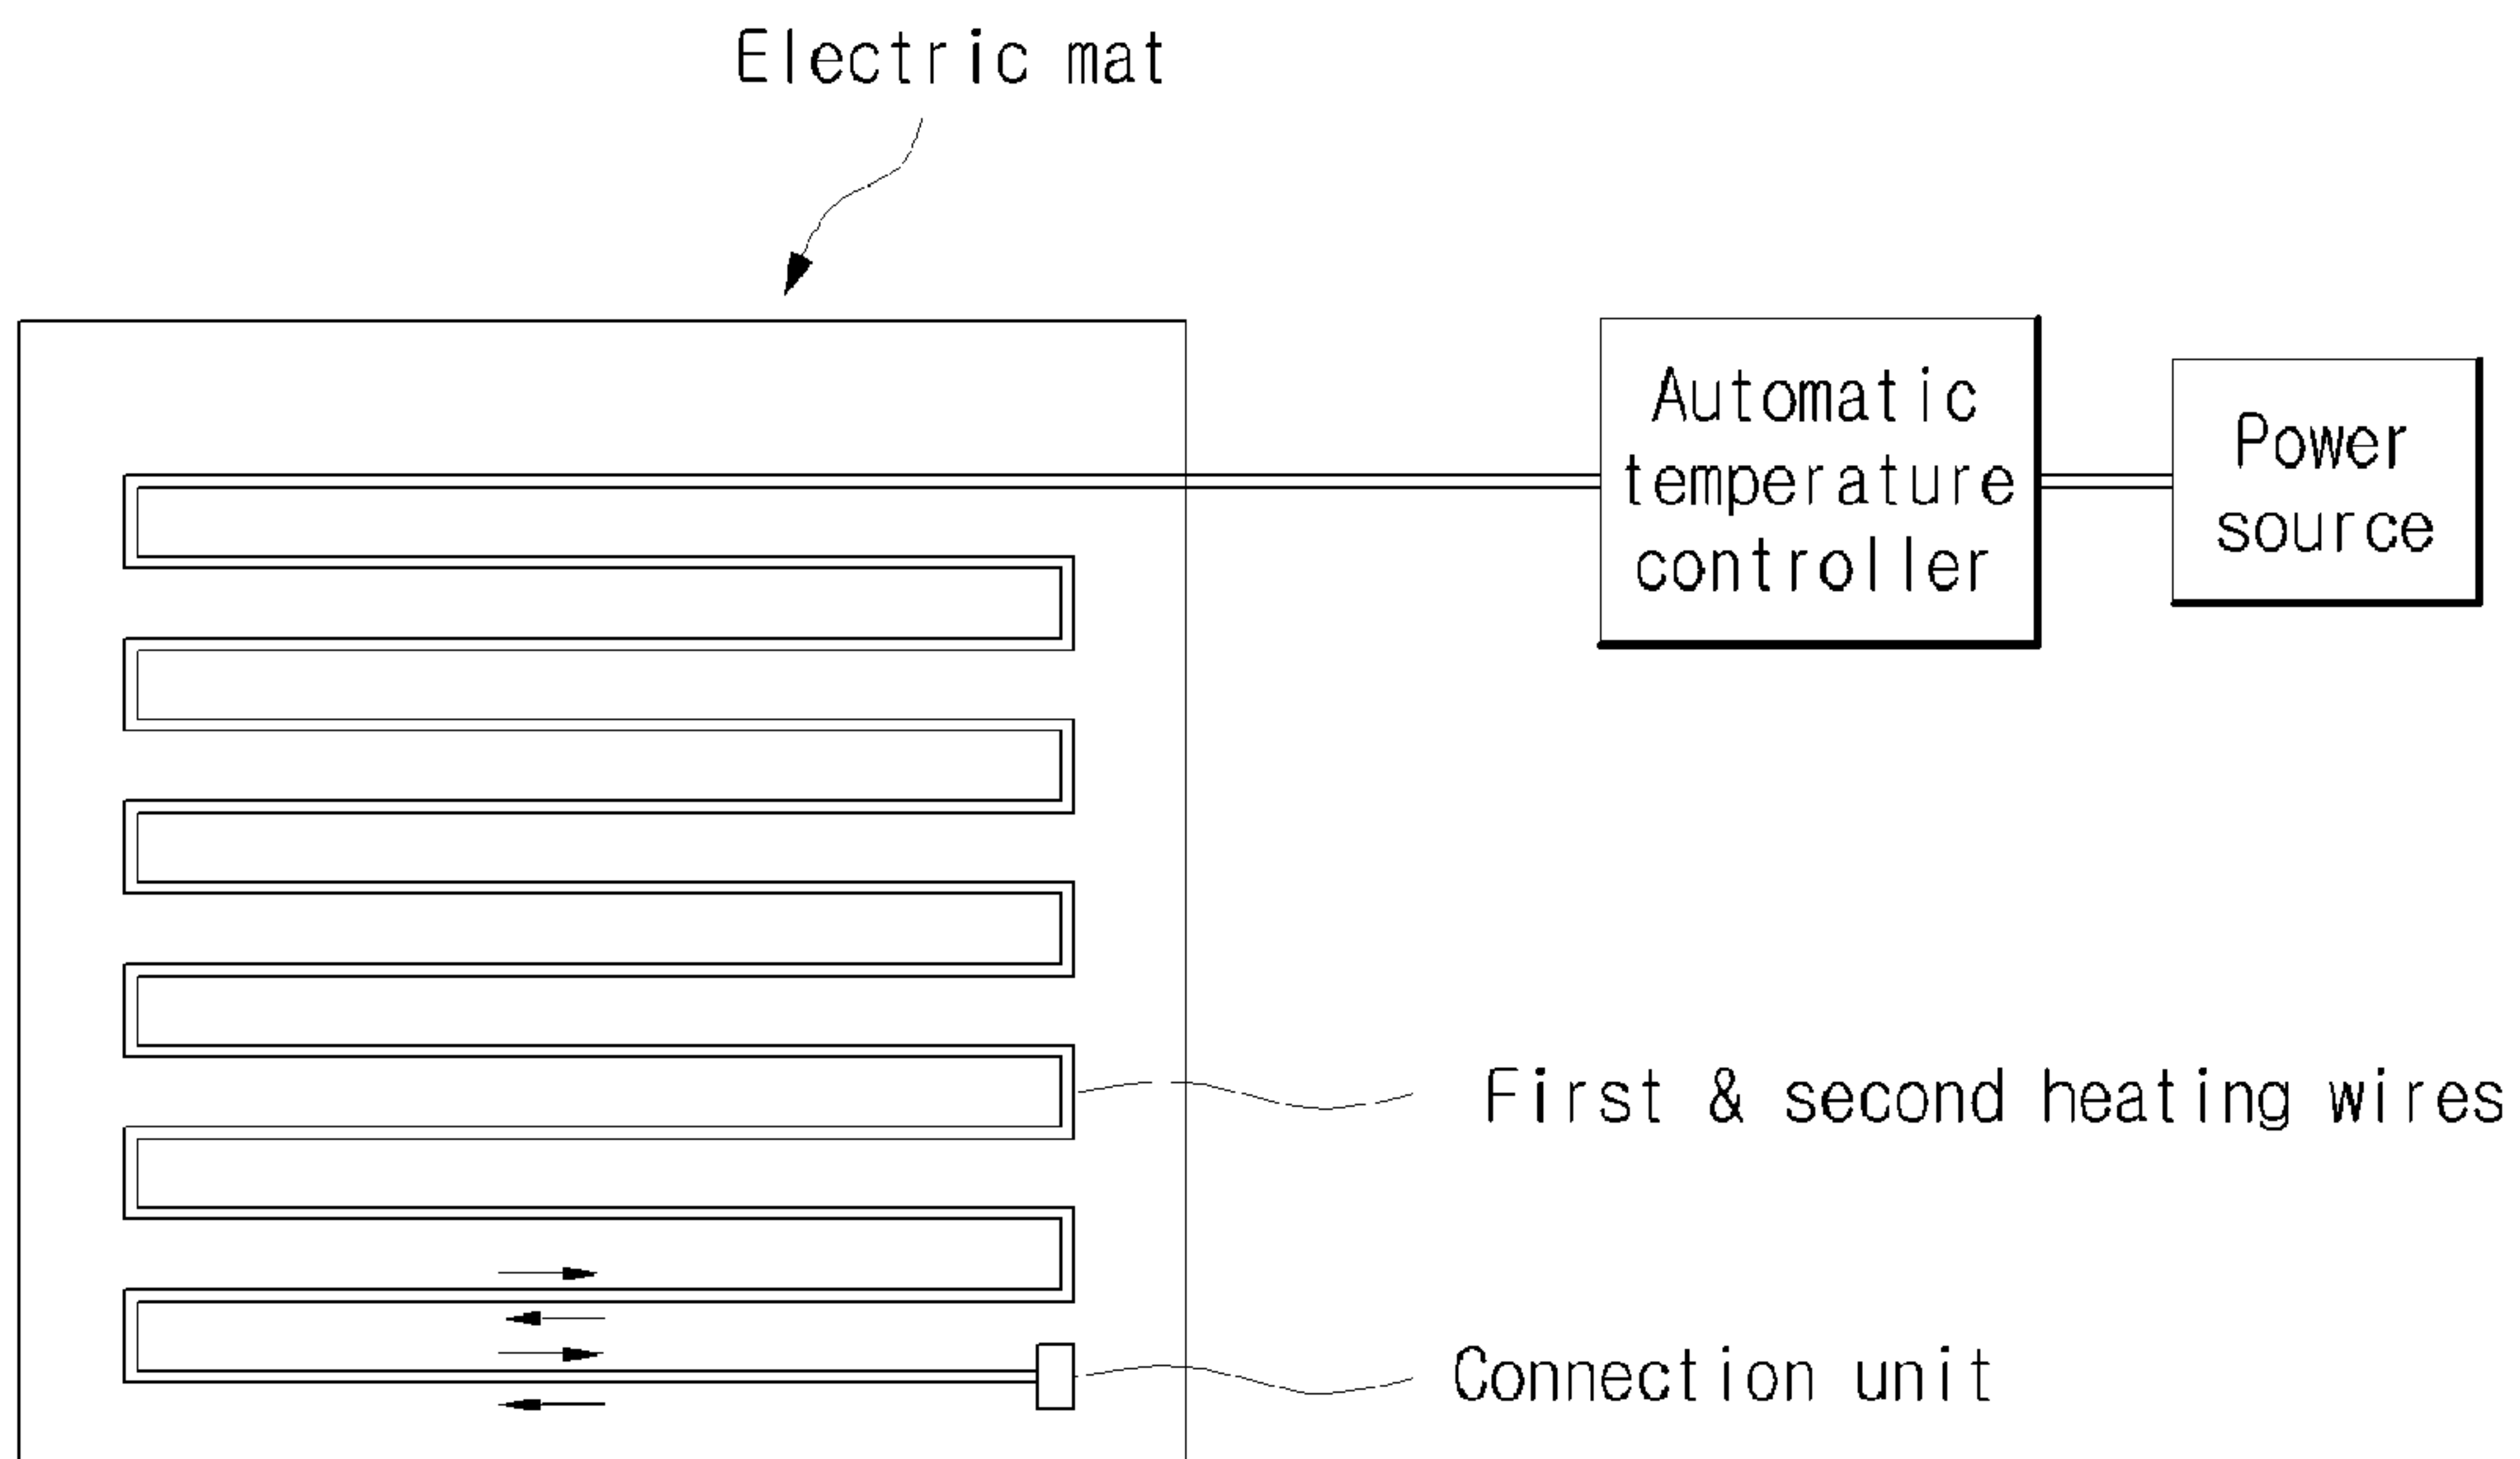 Electric mat
Automatic
temperature
controller
Power
source
First & second heating wires
Connection unit